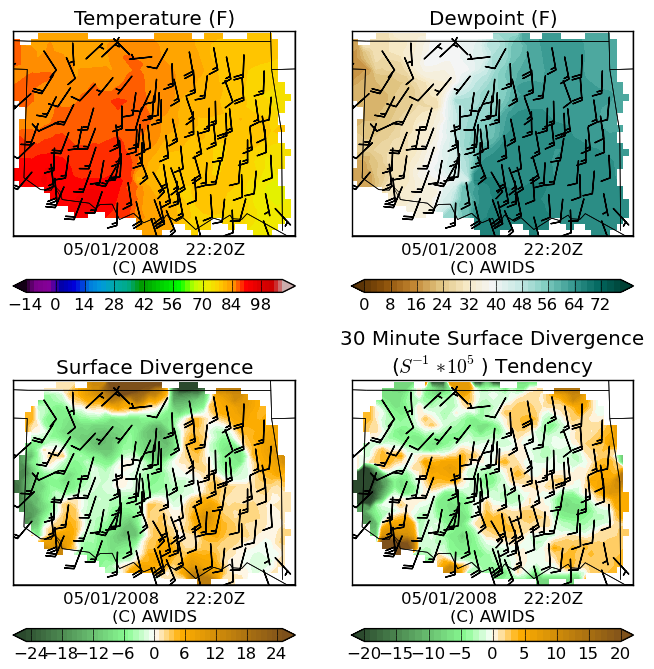 Temperature (F)
Dewpoint (F)
05/01/2008 22:20Z
(C) AWIDS
05/01/2008 22:20Z
(C) AWIDS
−14 0 14 28 42 56 70 84 98
0 8 16 24 32 40 48 56 64 72
Surface Divergence
30 Minute Surface Divergence
(S⁻¹ *10⁵ ) Tendency
05/01/2008 22:20Z
(C) AWIDS
05/01/2008 22:20Z
(C) AWIDS
−24 −18 −12 −6 0 6 12 18 24
−20 −15 −10 −5 0 5 10 15 20